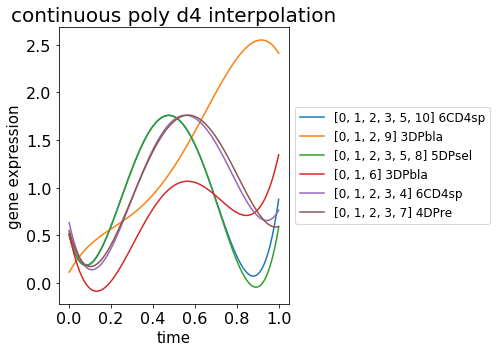 continuous poly d4 interpolation
gene expression
2.5
2.0
1.5
1.0
0.5
0.0
0.0 0.2 0.4 0.6 0.8 1.0
time
[0, 1, 2, 3, 5, 10] 6CD4sp
[0, 1, 2, 9] 3DPbla
[0, 1, 2, 3, 5, 8] 5DPsel
[0, 1, 6] 3DPbla
[0, 1, 2, 3, 4] 6CD4sp
[0, 1, 2, 3, 7] 4DPre